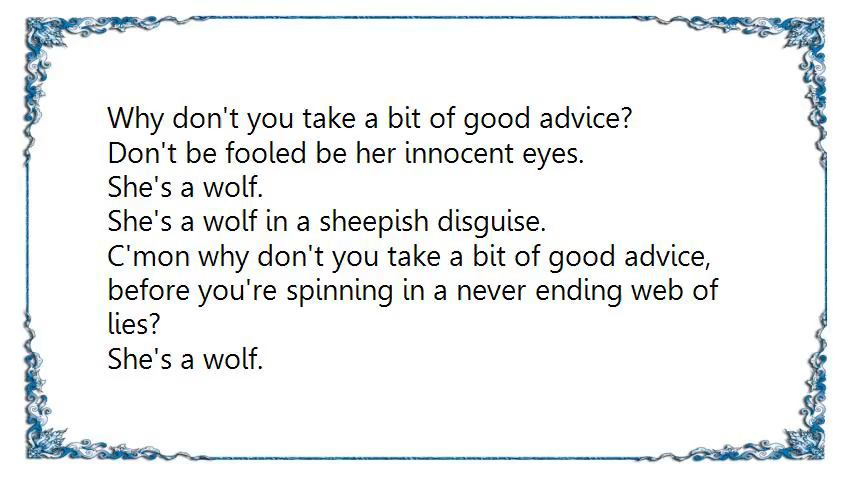 Why don't you take a bit of good advice?
Don't be fooled be her innocent eyes.
She's a wolf.
She's a wolf in a sheepish disguise.
C'mon why don't you take a bit of good advice,
before you're spinning in a never ending web of
lies?
She's a wolf.